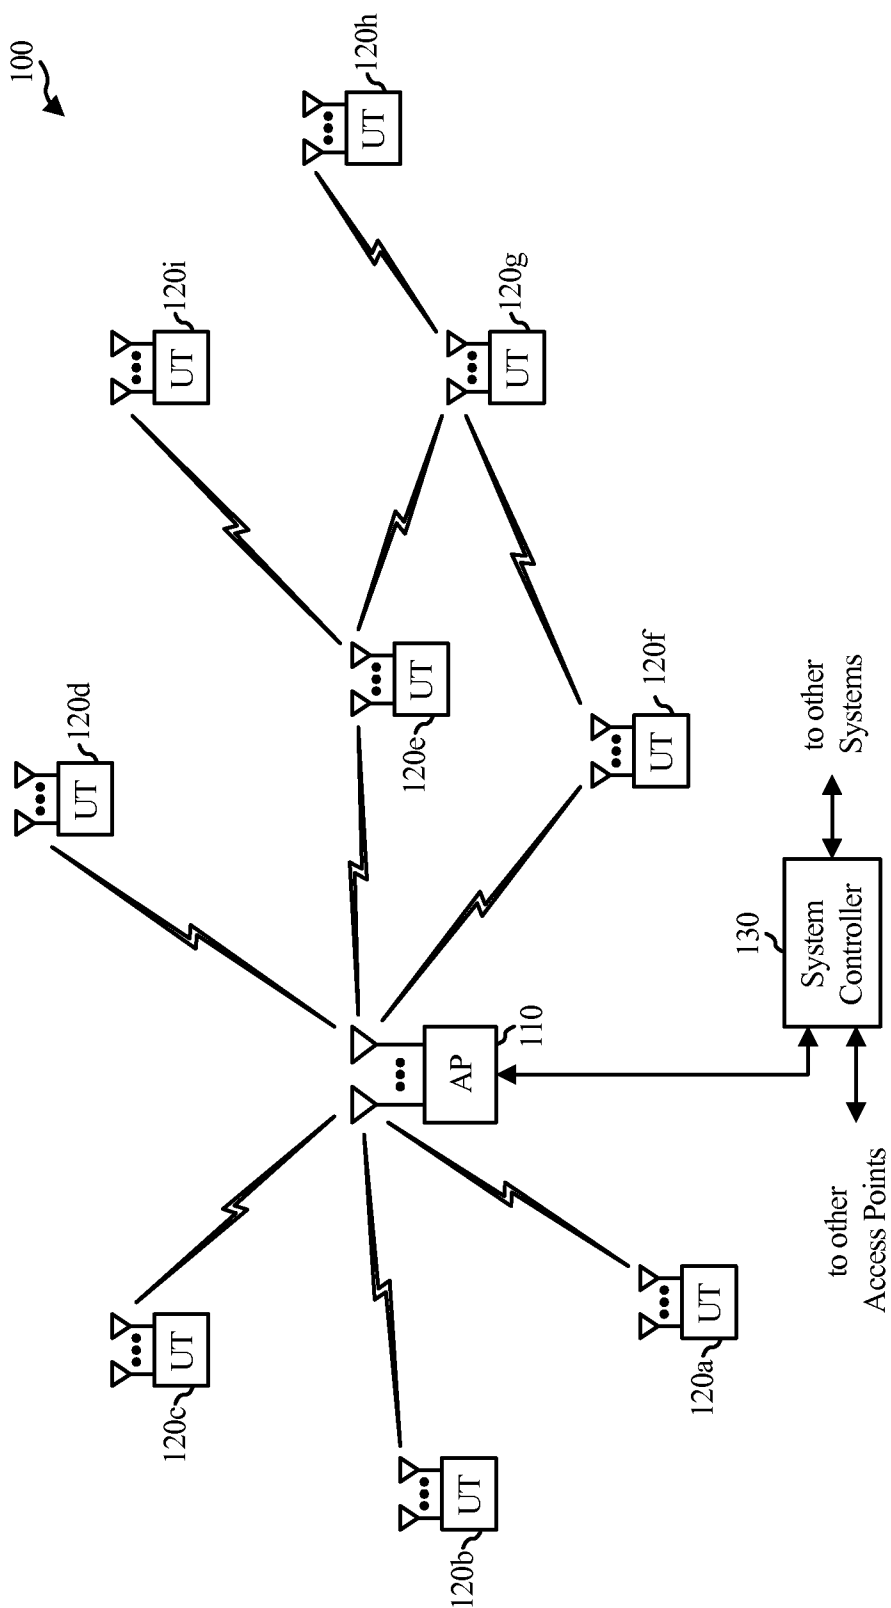 100
120d
UT
120i
UT
120c
UT
120h
UT
120e
UT
AP
110
120b
UT
120g
UT
120f
UT
120a
UT
130
System
Controller
to other
Systems
to other
Access Points